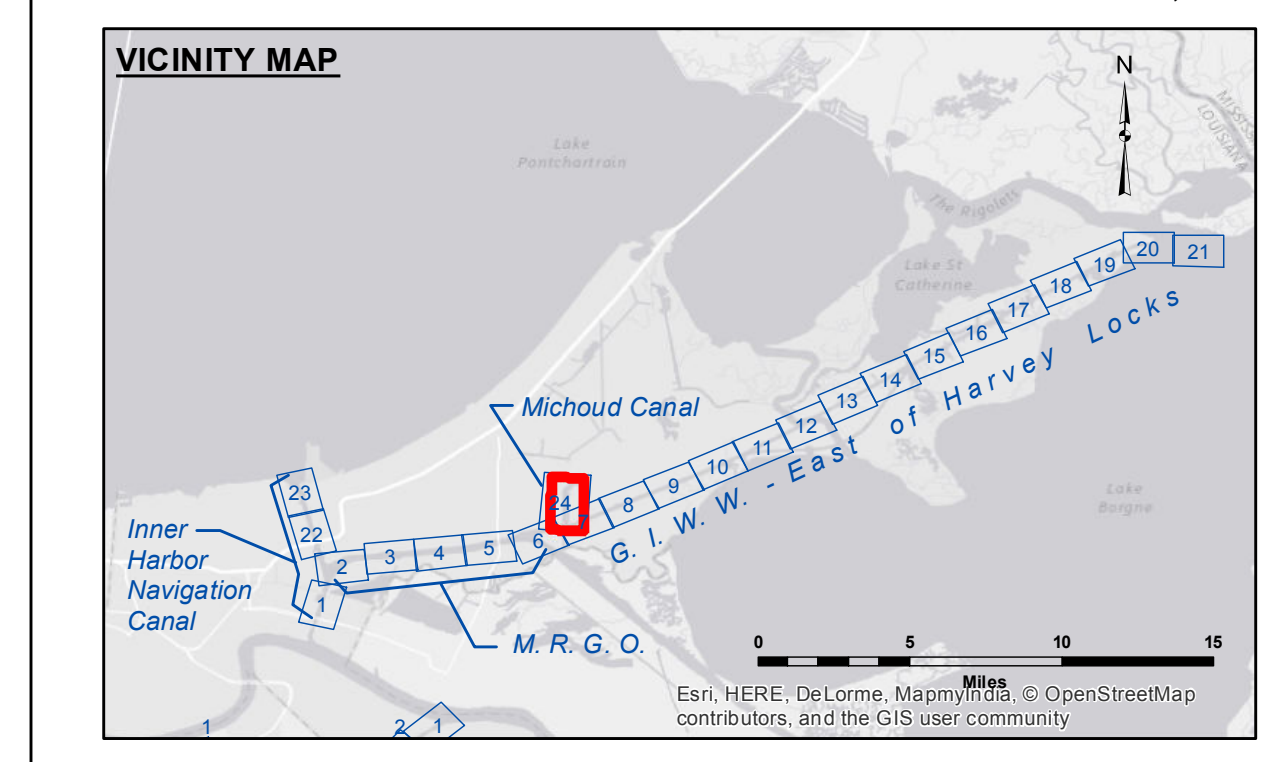 VICINITY MAP
N
MISSISS
LOUISIANA
Lake
Pontchartrain
The Rigolets
Lake St
Catherine
20
21
19
18
17
16
15
14
13
12
11
10
9
8
7
24
6
5
4
3
2
1
22
23
G. I. W. W. - East of Harvey Locks
Michoud Canal
Lake
Borgne
Inner
Harbor
Navigation
Canal
M. R. G. O.
0 5 10 15
Miles
Esri, HERE, DeLorme, MapmyIndia, © OpenStreetMap
contributors, and the GIS user community
1
2
1